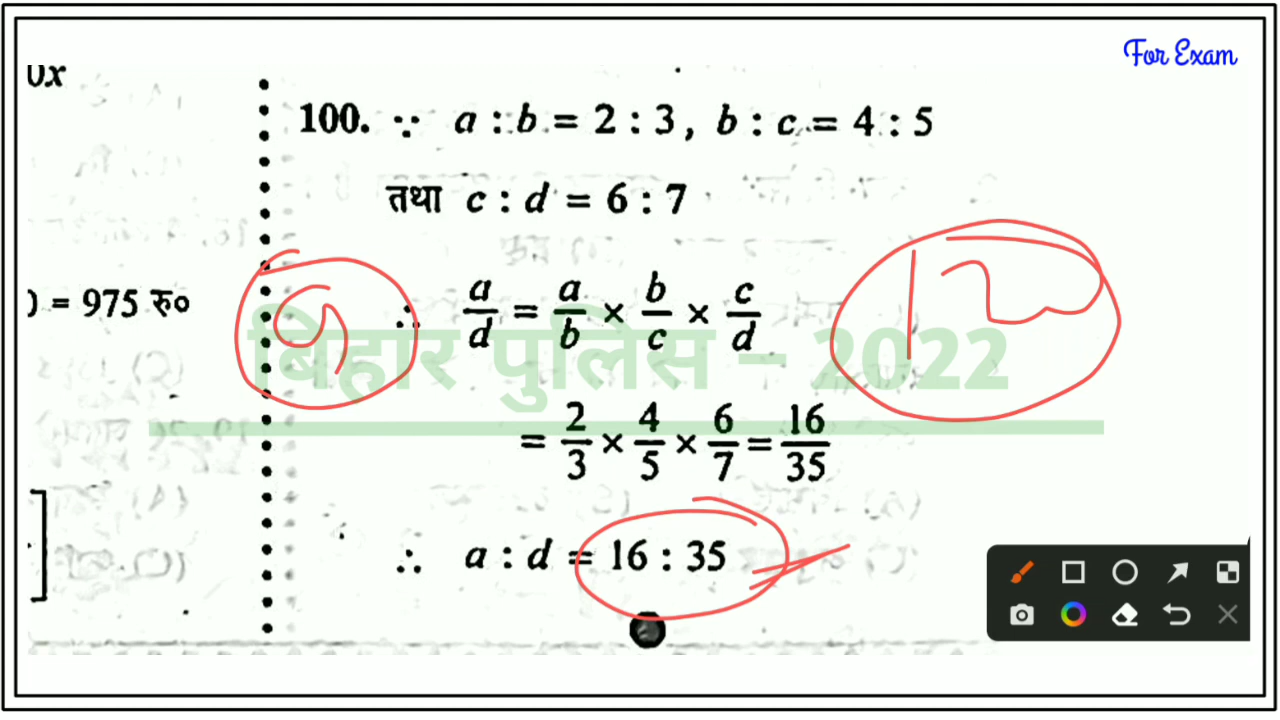 For Exam
0x
100. ∵ a : b = 2 : 3, b : c = 4 : 5
तथा c : d = 6 : 7
) = 975 रु०
∴ a/d = a/b × b/c × c/d
बिहार पुलिस – 2022
= 2/3 × 4/5 × 6/7 = 16/35
∴ a : d = 16 : 35